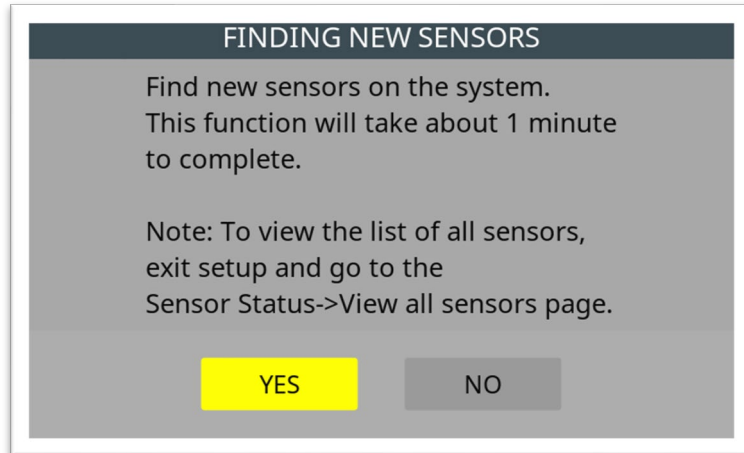 FINDING NEW SENSORS
Find new sensors on the system.
This function will take about 1 minute
to complete.
Note: To view the list of all sensors,
exit setup and go to the
Sensor Status->View all sensors page.
YES
NO